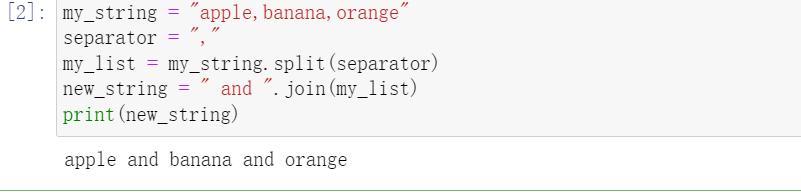 [2]: my_string = "apple,banana,orange"
separator = ","
my_list = my_string.split(separator)
new_string = " and ".join(my_list)
print(new_string)
apple and banana and orange